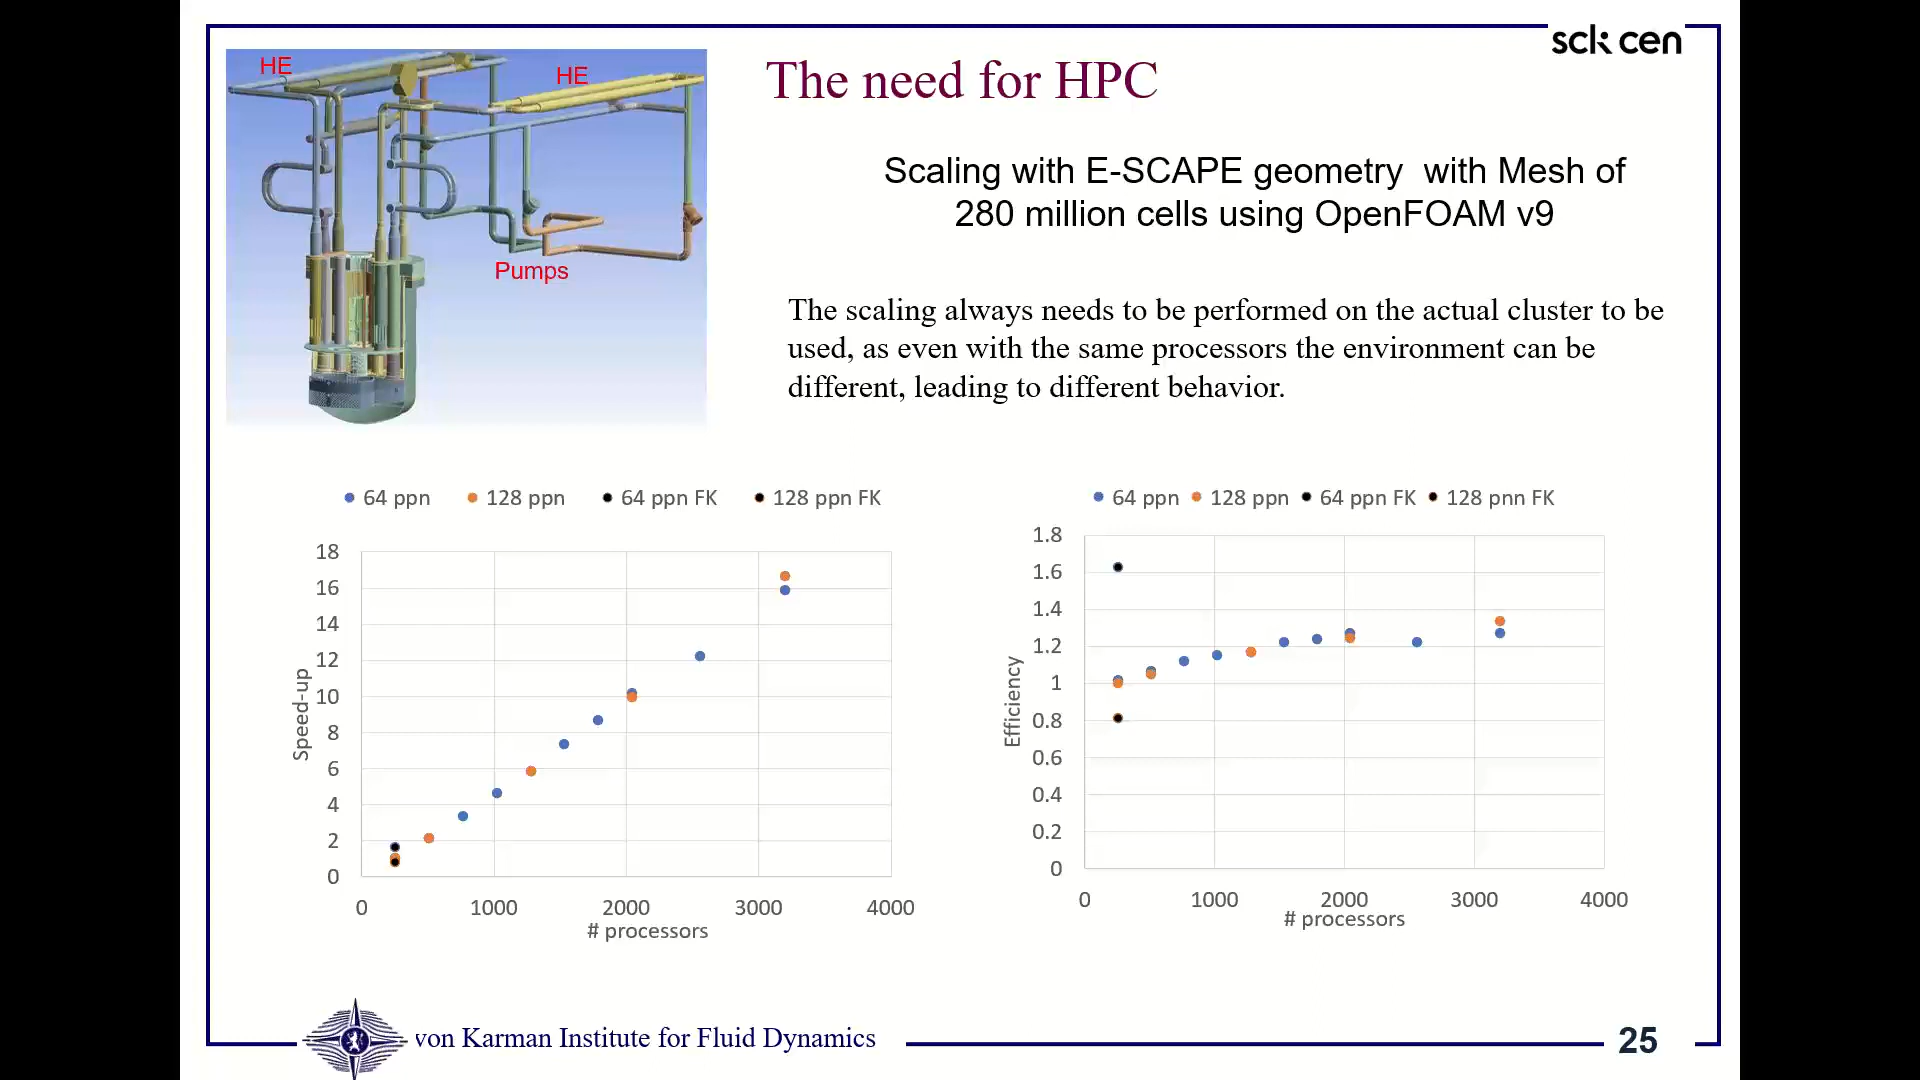 sck cen
HE
HE
Pumps
The need for HPC
Scaling with E-SCAPE geometry with Mesh of
280 million cells using OpenFOAM v9
The scaling always needs to be performed on the actual cluster to be
used, as even with the same processors the environment can be
different, leading to different behavior.
64 ppn 128 ppn 64 ppn FK 128 ppn FK
18
16
14
12
10
8
6
4
2
0
Speed-up
0 1000 2000 3000 4000
# processors
64 ppn 128 ppn 64 ppn FK 128 pnn FK
1.8
1.6
1.4
1.2
1
0.8
0.6
0.4
0.2
0
Efficiency
0 1000 2000 3000 4000
# processors
von Karman Institute for Fluid Dynamics
25